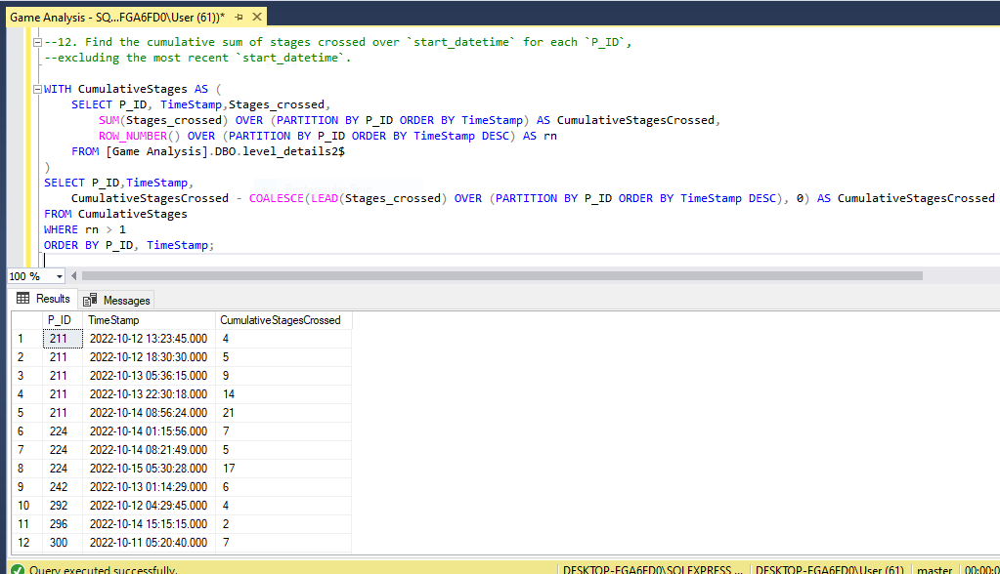 Game Analysis - SQ...FGA6FD0\User (61))*
--12. Find the cumulative sum of stages crossed over `start_datetime` for each `P_ID`,
--excluding the most recent `start_datetime`.
WITH CumulativeStages AS (
SELECT P_ID, TimeStamp,Stages_crossed,
SUM(Stages_crossed) OVER (PARTITION BY P_ID ORDER BY TimeStamp) AS CumulativeStagesCrossed,
ROW_NUMBER() OVER (PARTITION BY P_ID ORDER BY TimeStamp DESC) AS rn
FROM [Game Analysis].DBO.level_details2$
)
SELECT P_ID,TimeStamp,
CumulativeStagesCrossed - COALESCE(LEAD(Stages_crossed) OVER (PARTITION BY P_ID ORDER BY TimeStamp DESC), 0) AS CumulativeStagesCrossed
FROM CumulativeStages
WHERE rn > 1
ORDER BY P_ID, TimeStamp;
100 %
Results Messages
P_ID TimeStamp CumulativeStagesCrossed
1 211 2022-10-12 13:23:45.000 4
2 211 2022-10-12 18:30:30.000 5
3 211 2022-10-13 05:36:15.000 9
4 211 2022-10-13 22:30:18.000 14
5 211 2022-10-14 08:56:24.000 21
6 224 2022-10-14 01:15:56.000 7
7 224 2022-10-14 08:21:49.000 5
8 224 2022-10-15 05:30:28.000 17
9 242 2022-10-13 01:14:29.000 6
10 292 2022-10-12 04:29:45.000 4
11 296 2022-10-14 15:15:15.000 2
12 300 2022-10-11 05:20:40.000 7
Query executed successfully. DESKTOP-FGA6FD0\SQLEXPRESS ... DESKTOP-FGA6FD0\User (61) master 00:00:0